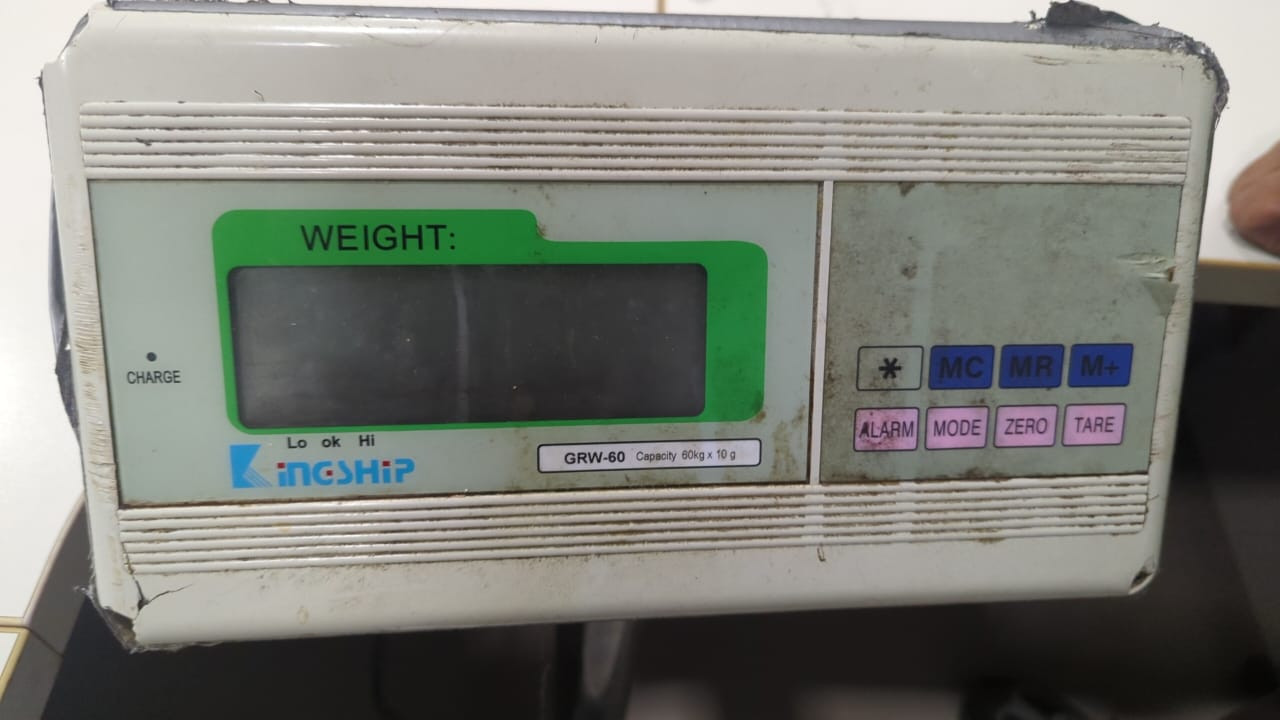 WEIGHT:
CHARGE
Lo ok Hi
KINGSHIP
GRW-60 Capacity 60kg x 10 g
* MC MR M+
ALARM MODE ZERO TARE